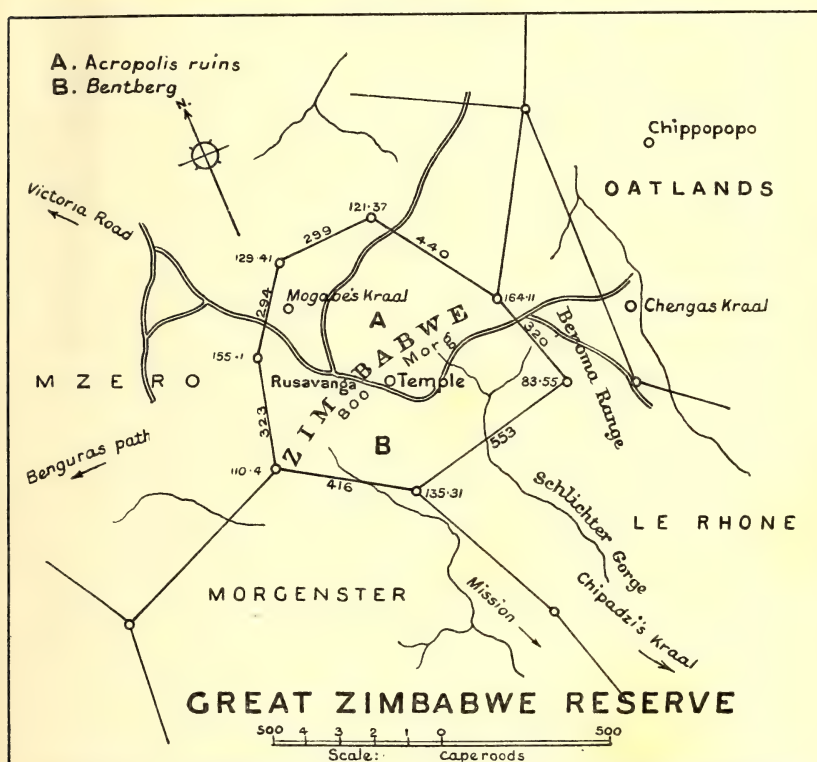 A. Acropolis ruins
B. Bentberg
N.
Chippopopo
OATLANDS
Victoria Road
121·37
299
440
129·41
294
Mogabe's Kraal
164·11
Chengas Kraal
A
320
ZIMBABWE
800 Morg
Beroma Range
155·1
MZERO
Rusavanga
Temple
83·55
323
B
553
Benguras path
110·4
416
135·31
Schlichter Gorge
LE RHONE
MORGENSTER
Mission
Chipadzi's Kraal
GREAT ZIMBABWE RESERVE
500 4 3 2 1 0 500
Scale: Caperoods